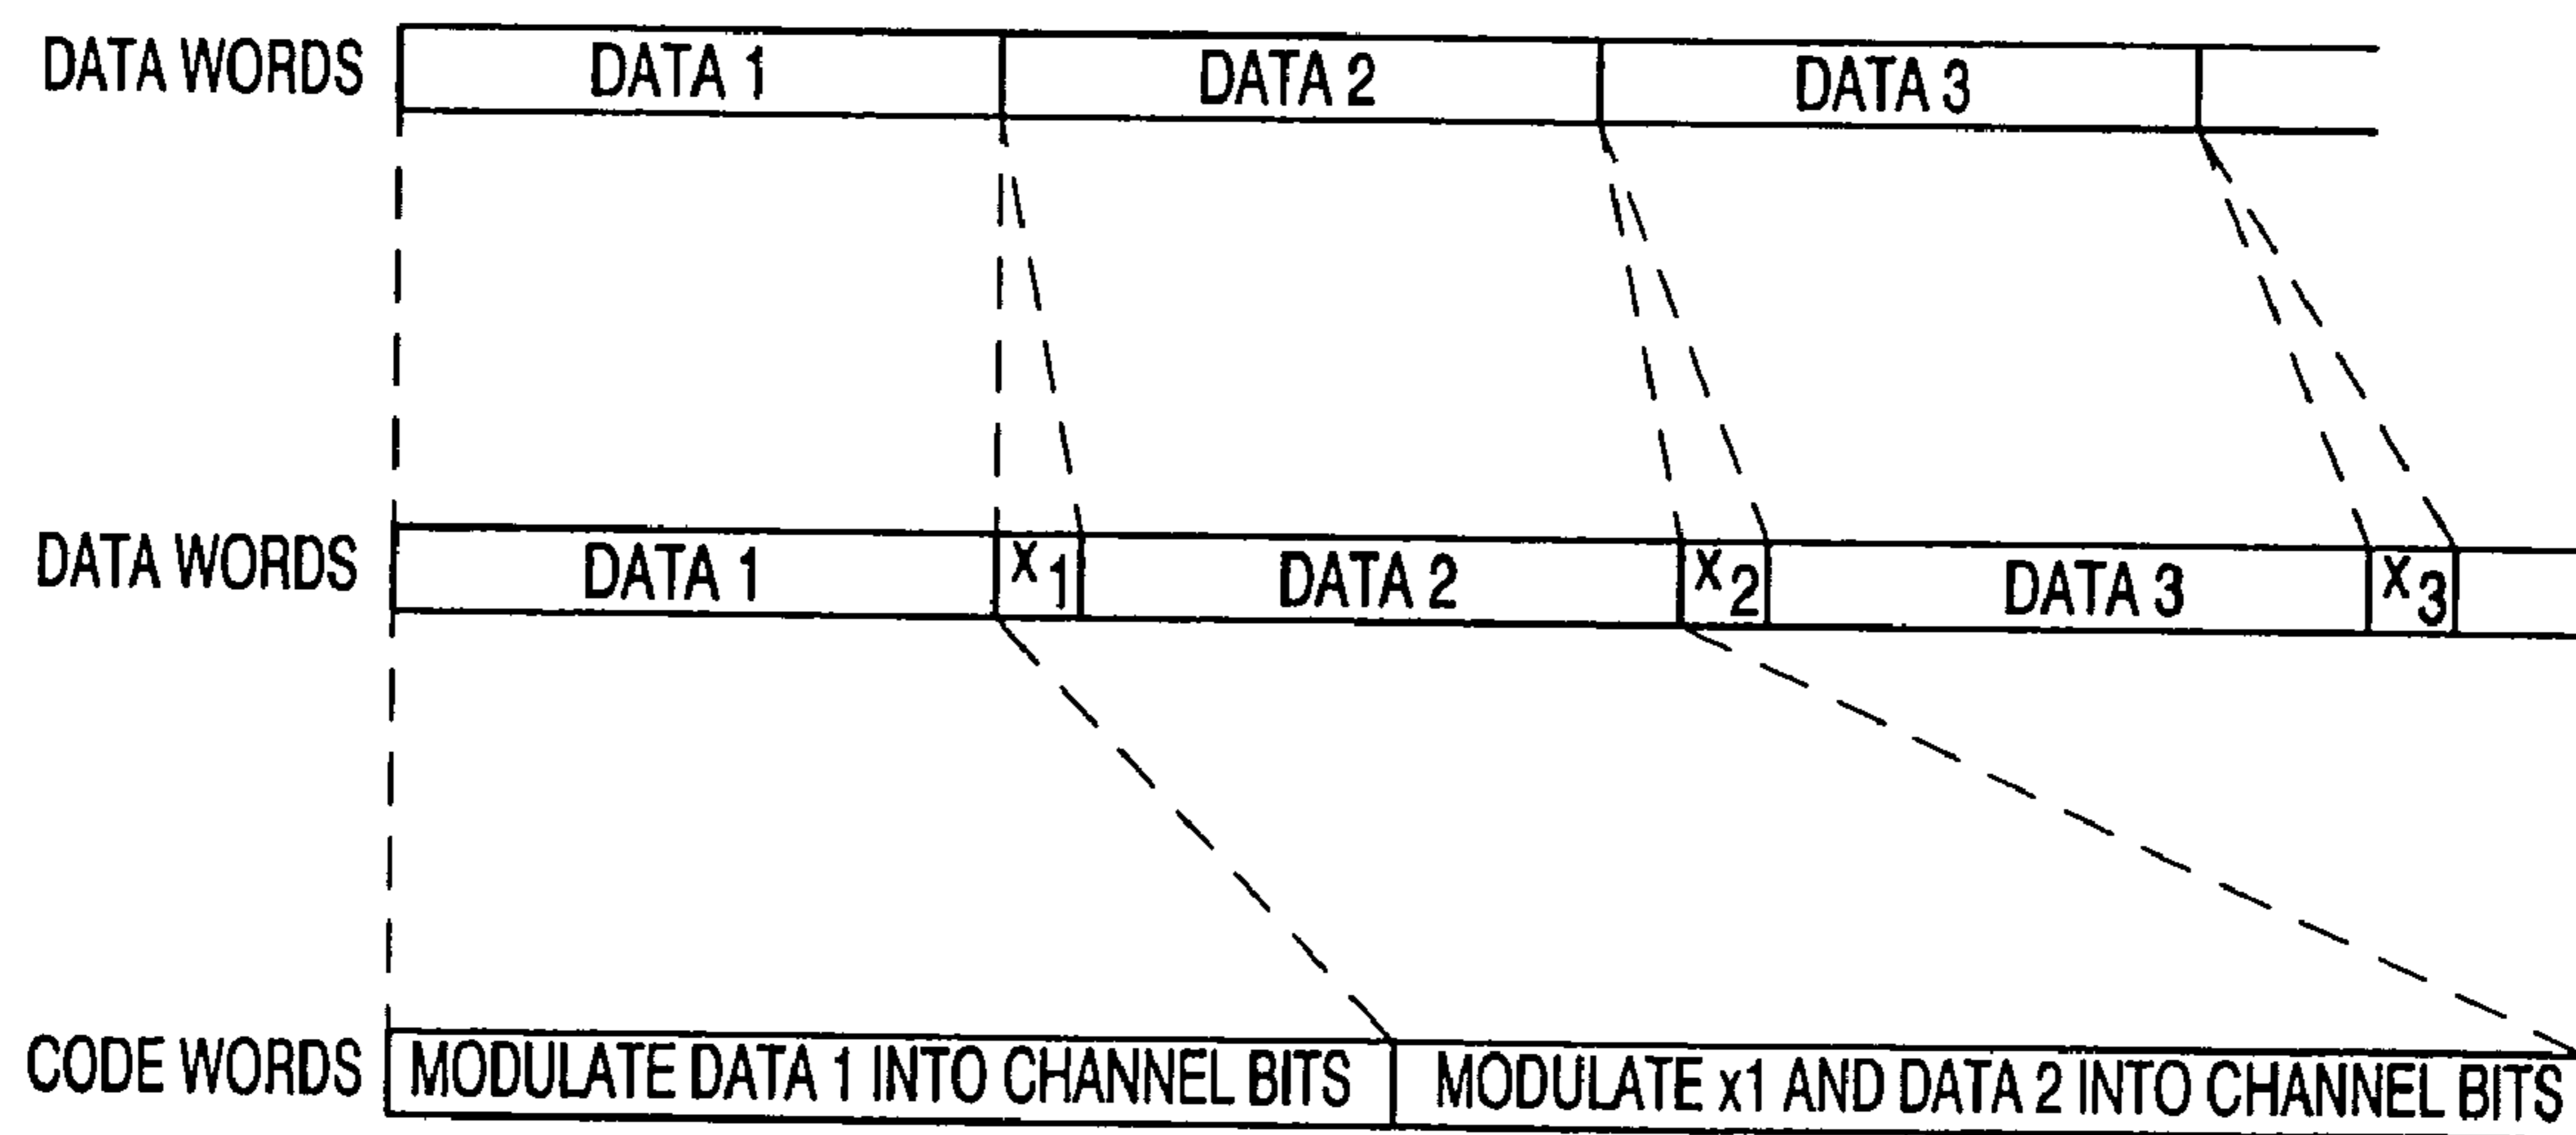 DATA WORDS DATA 1 DATA 2 DATA 3
DATA WORDS DATA 1 x1 DATA 2 x2 DATA 3 x3
CODE WORDS MODULATE DATA 1 INTO CHANNEL BITS MODULATE x1 AND DATA 2 INTO CHANNEL BITS